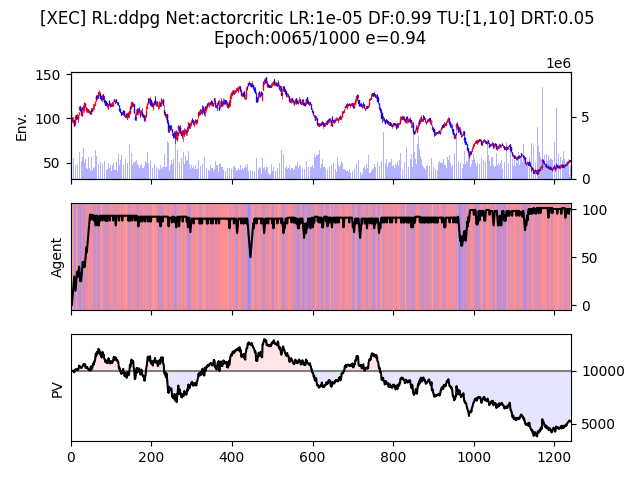 [XEC] RL:ddpg Net:actorcritic LR:1e-05 DF:0.99 TU:[1,10] DRT:0.05
Epoch:0065/1000 e=0.94
1e6
150
100
50
Env.
5
0
Agent
100
50
0
PV
10000
5000
0 200 400 600 800 1000 1200